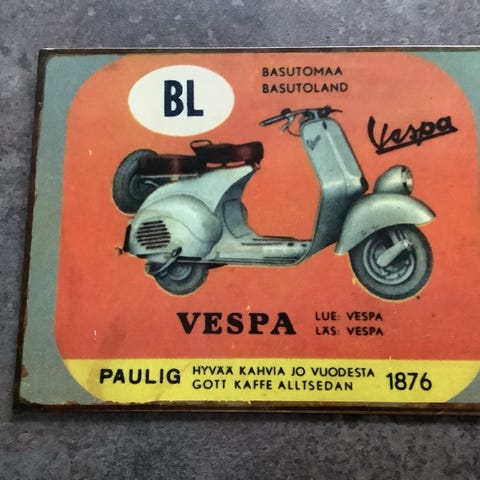 BL
BASUTOMAA
BASUTOLAND
Vespa
VESPA
LUE: VESPA
LÄS: VESPA
PAULIG
HYVÄÄ KAHVIA JO VUODESTA
GOTT KAFFE ALLTSEDAN
1876